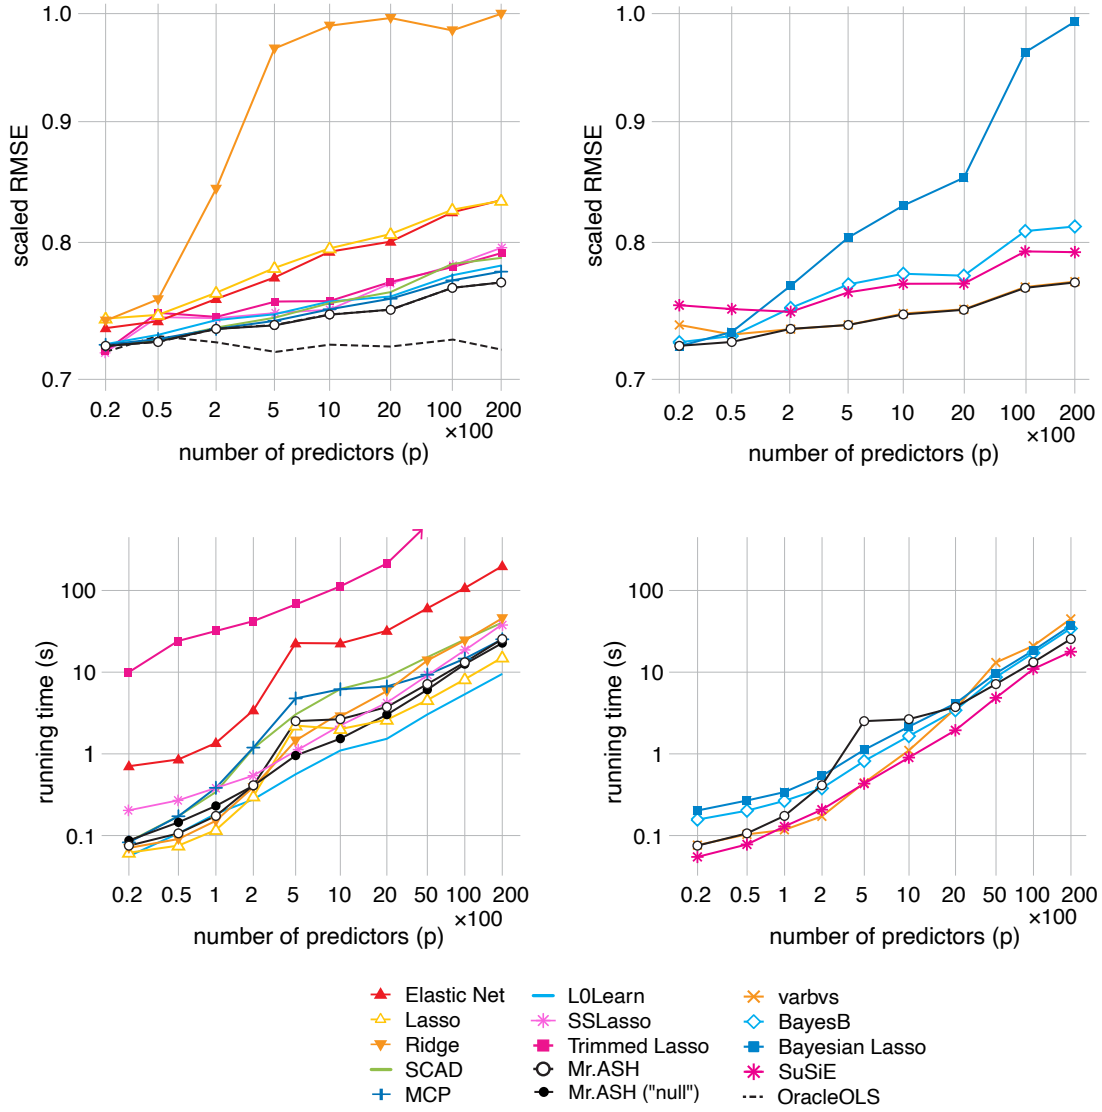 1.0
0.9
0.8
0.7
scaled RMSE
0.2 0.5 2 5 10 20 100 200
×100
number of predictors (p)
1.0
0.9
0.8
0.7
scaled RMSE
0.2 0.5 2 5 10 20 100 200
×100
number of predictors (p)
100
10
1
0.1
running time (s)
0.2 0.5 1 2 5 10 20 50 100 200
×100
number of predictors (p)
100
10
1
0.1
running time (s)
0.2 0.5 1 2 5 10 20 50 100 200
×100
number of predictors (p)
Elastic Net
Lasso
Ridge
SCAD
MCP
L0Learn
SSLasso
Trimmed Lasso
Mr.ASH
Mr.ASH ("null")
varbvs
BayesB
Bayesian Lasso
SuSiE
OracleOLS